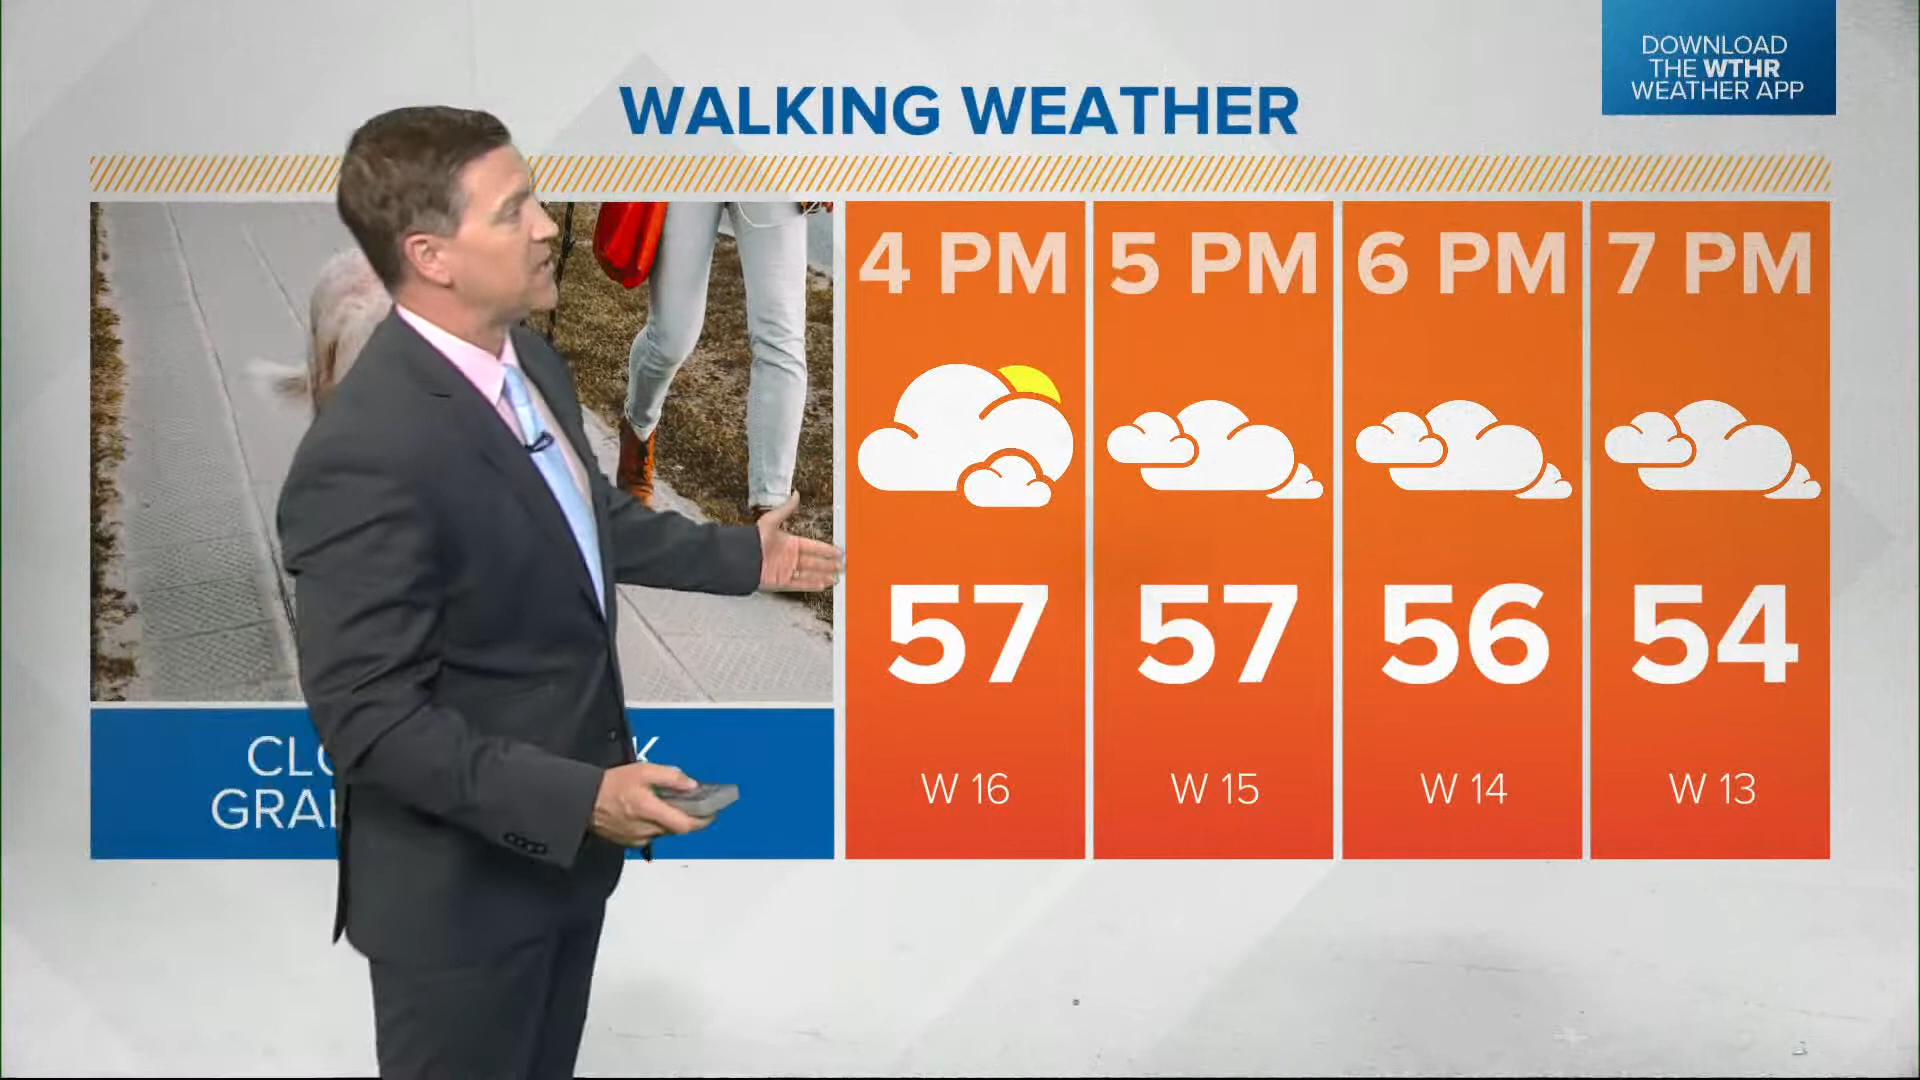 DOWNLOAD
THE WTHR
WEATHER APP
WALKING WEATHER
4 PM
5 PM
6 PM
7 PM
57
57
56
54
W 16
W 15
W 14
W 13